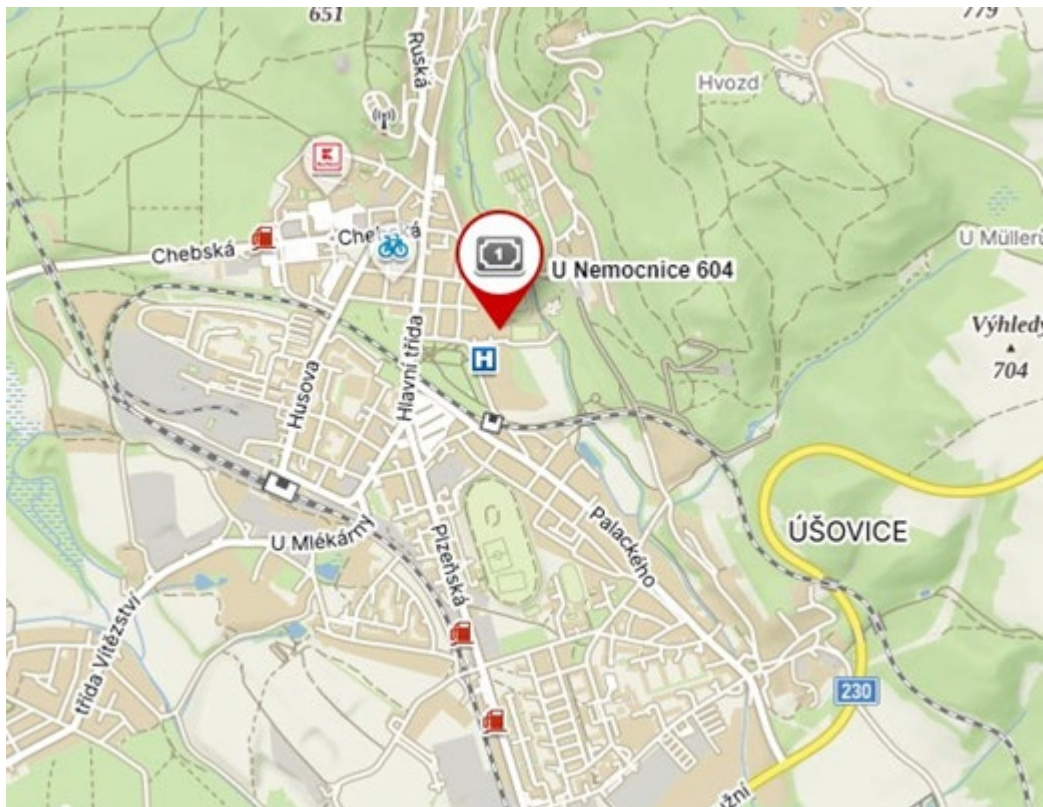 651
779
Ruská
Hvozd
Chebská
Chebská
U Müllerů
1
U Nemocnice 604
Výhledy
704
H
Hlavní třída
Husova
ÚŠOVICE
Palackého
U Mlékárny
Plzeňská
třída Vítězství
230